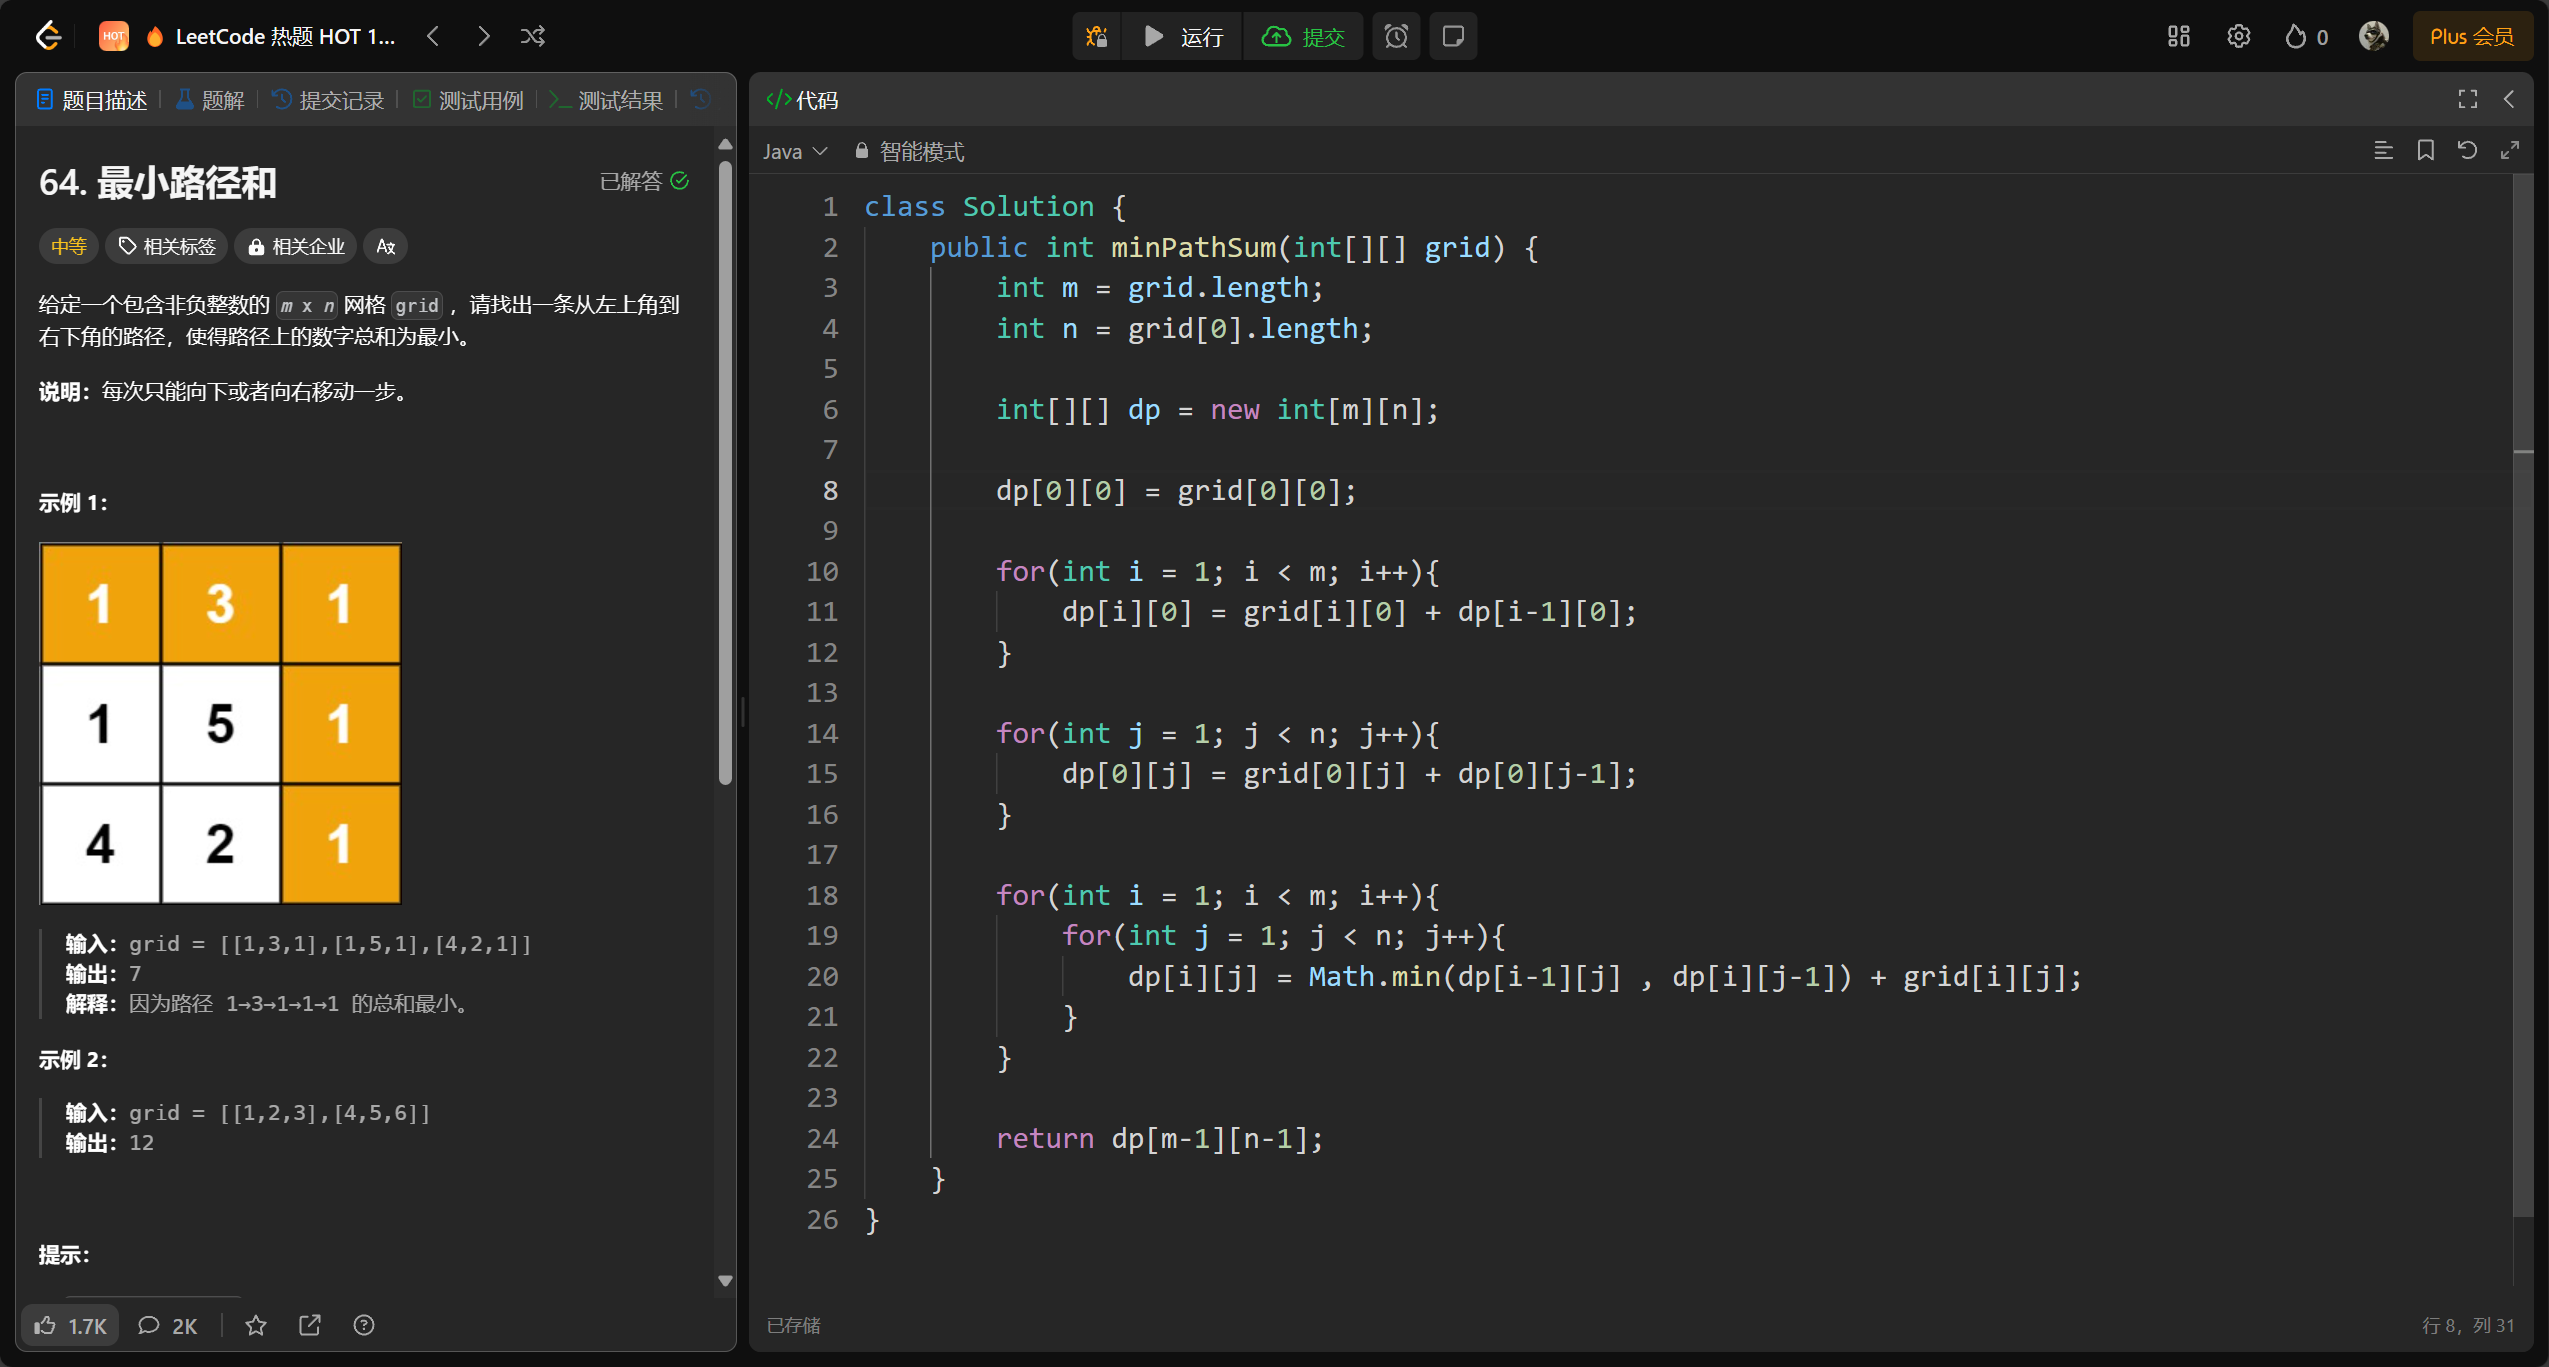 HOT LeetCode 热题 HOT 1... 运行 提交 0 Plus 会员
题目描述 题解 提交记录 测试用例 测试结果
64. 最小路径和
已解答
中等 相关标签 相关企业
给定一个包含非负整数的 m x n 网格 grid ，请找出一条从左上角到
右下角的路径，使得路径上的数字总和为最小。
说明：每次只能向下或者向右移动一步。
示例 1：
1 3 1
1 5 1
4 2 1
输入：grid = [[1,3,1],[1,5,1],[4,2,1]]
输出：7
解释：因为路径 1→3→1→1→1 的总和最小。
示例 2：
输入：grid = [[1,2,3],[4,5,6]]
输出：12
提示：
1.7K 2K
</> 代码
Java 智能模式
1 class Solution {
2     public int minPathSum(int[][] grid) {
3         int m = grid.length;
4         int n = grid[0].length;
5
6         int[][] dp = new int[m][n];
7
8         dp[0][0] = grid[0][0];
9
10         for(int i = 1; i < m; i++){
11             dp[i][0] = grid[i][0] + dp[i-1][0];
12         }
13
14         for(int j = 1; j < n; j++){
15             dp[0][j] = grid[0][j] + dp[0][j-1];
16         }
17
18         for(int i = 1; i < m; i++){
19             for(int j = 1; j < n; j++){
20                 dp[i][j] = Math.min(dp[i-1][j] , dp[i][j-1]) + grid[i][j];
21             }
22         }
23
24         return dp[m-1][n-1];
25     }
26 }
已存储
行 8，列 31